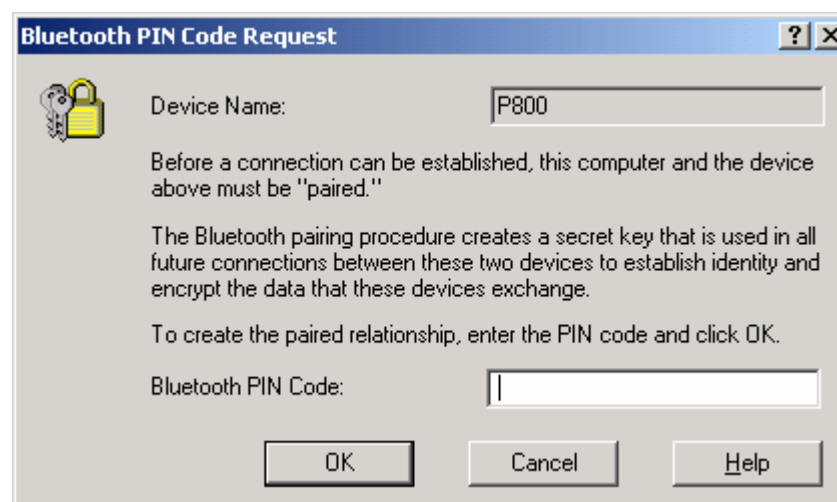 Bluetooth PIN Code Request
Device Name: P800
Before a connection can be established, this computer and the device
above must be "paired."
The Bluetooth pairing procedure creates a secret key that is used in all
future connections between these two devices to establish identity and
encrypt the data that these devices exchange.
To create the paired relationship, enter the PIN code and click OK.
Bluetooth PIN Code:
OK Cancel Help